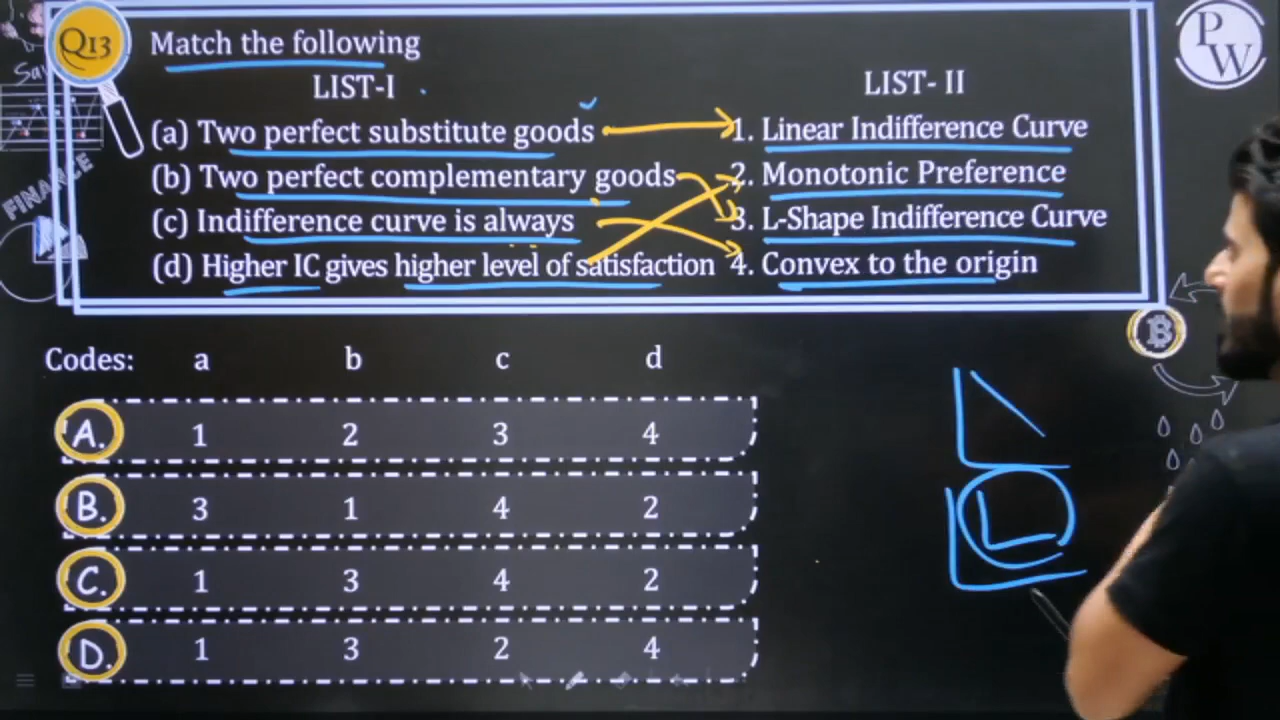 Q13 Match the following
LIST-I LIST- II
(a) Two perfect substitute goods 1. Linear Indifference Curve
(b) Two perfect complementary goods 2. Monotonic Preference
(c) Indifference curve is always 3. L-Shape Indifference Curve
(d) Higher IC gives higher level of satisfaction 4. Convex to the origin
Codes: a b c d
A. 1 2 3 4
B. 3 1 4 2
C. 1 3 4 2
D. 1 3 2 4
PW
FINANCE